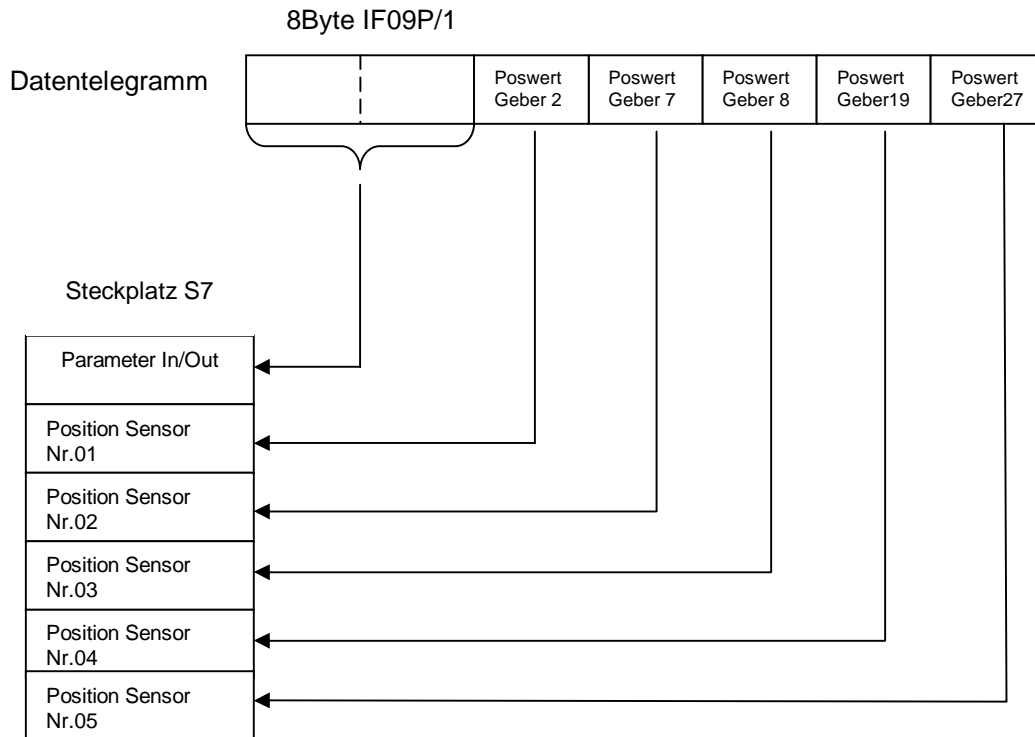 8Byte IF09P/1
Datentelegramm
Poswert
Geber 2
Poswert
Geber 7
Poswert
Geber 8
Poswert
Geber19
Poswert
Geber27
Steckplatz S7
Parameter In/Out
Position Sensor
Nr.01
Position Sensor
Nr.02
Position Sensor
Nr.03
Position Sensor
Nr.04
Position Sensor
Nr.05